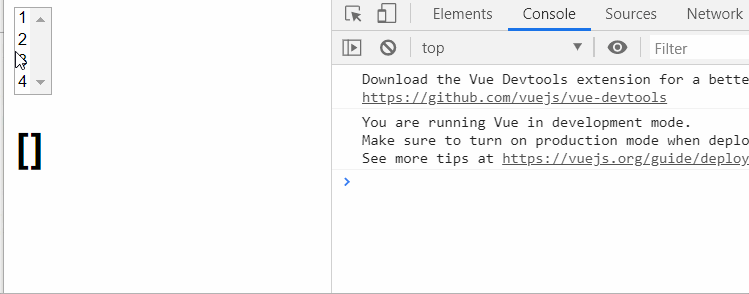 1
2
3
4
[]
Elements Console Sources Network
top Filter
Download the Vue Devtools extension for a bette
https://github.com/vuejs/vue-devtools
You are running Vue in development mode.
Make sure to turn on production mode when deplo
See more tips at https://vuejs.org/guide/deploy